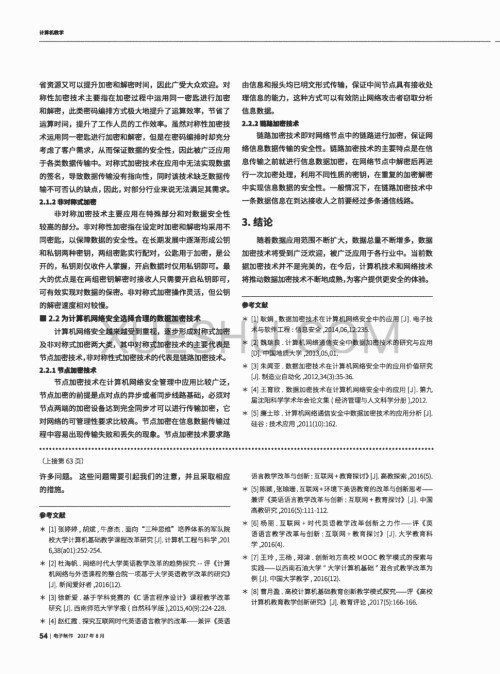 计算机教学
省资源又可以提升加密和解密时间，因此广受大众欢迎。对
称性加密技术主要指在加密过程中运用同一密匙进行加密
和解密，此类密码编排方式极大地提升了运算效率，节省了
运算时间，提升了工作人员的工作效率。虽然对称性加密技
术运用同一密匙进行加密和解密，但是在密码编排时却充分
考虑了客户需求，从而保证数据的安全性，因此被广泛应用
于各类数据传输中。对称式加密技术在应用中无法实现数据
的签名，导致数据传输没有指向性，同时该技术缺乏数据传
输不可否认的缺点，因此，对部分行业来说无法满足其需求。
2.1.2 非对称式加密
非对称加密技术主要应用在特殊部分和对数据安全性
较高的部分。非对称性加密指在设定时加密和解密均采用不
同密匙，以保障数据的安全性。在长期发展中逐渐形成公钥
和私钥两种密钥，两组密匙实行配对，公匙用于加密，是公
开的，私钥则仅收件人掌握，开启数据时仅用私钥即可。最
大的优点是在两组密钥解密时接收人只需要开启私钥即可，
可有效实现对数据的保密。非对称式加密操作灵活，但公钥
的解密速度相对较慢。
■ 2.2 为计算机网络安全选择合理的数据加密技术
计算机网络安全越来越受到重视，逐步形成对称式加密
及非对称式加密两大类，其中对称式加密技术的主要代表是
节点加密技术，非对称性式加密技术的代表是链路加密技术。
2.2.1 节点加密技术
节点加密技术在计算机网络安全管理中应用比较广泛，
节点加密的前提是点对点的异步或者同步线路基础，必须对
节点两端的加密设备达到完全同步才可以进行传输加密，它
对网络的可管理性要求比较高。节点加密在信息数据传输过
程中容易出现传输失败和丢失的现象。节点加密技术要求路
由信息和报头均已明文形式传输，保证中间节点具有接收处
理信息的能力，这种方式可以有效防止网络攻击者窃取分析
信息数据。
2.2.2 链路加密技术
链路加密技术即对网络节点中的链路进行加密，保证网
络信息数据传输的安全性。链路加密技术的主要特点是在信
息传输之前就进行信息数据加密，在网络节点中解密后再进
行一次加密处理，利用不同性质的密钥，在重复的加密解密
中实现信息数据的安全性。一般情况下，在链路加密技术中
一条数据信息在到达接收人之前要经过多条通信线路。
3. 结论
随着数据应用范围不断扩大，数据总量不断增多，数据
加密技术将受到广泛欢迎，被广泛应用于各行业中。当前数
据加密技术并不是完美的，在今后，计算机技术和网络技术
将推动数据加密技术不断地成熟，为客户提供更安全的体验。
参考文献
＊ [1] 耿娟 . 数据加密技术在计算机网络安全中的应用 [J]. 电子技
术与软件工程 : 信息安全 ,2014,06,12:235.
＊ [2] 魏瑞良 . 计算机网络通信安全中数据加密技术的研究与应用
[D]. 中国地质大学 ,2013,05,01.
＊ [3] 朱闻亚 . 数据加密技术在计算机网络安全中的应用价值研究
[J]. 制造业自动化 ,2012,34(3):35-36.
＊ [4] 王育欣 . 数据加密技术在计算机网络安全中的应用 [J]. 第九
届沈阳科学学术年会论文集 ( 经济管理与人文科学分册 ),2012.
＊ [5] 廉士珍 . 计算机网络通信安全中数据加密技术的应用分析 [J].
硅谷 : 技术应用 ,2011(10):162.
（上接第 63 页）
许多问题。 这些问题需要引起我们的注意，并且采取相应
的措施。
参考文献
＊ [1] 张婷婷 , 胡斌 , 牛彦杰 . 面向 “三种思维” 培养体系的军队院
校大学计算机基础教学课程改革研究 [J]. 计算机工程与科学 ,201
6,38(a01):252-254.
＊ [2] 杜海帆 . 网络时代大学英语教学改革的趋势探究 -- 评《计算
机网络与外语课程的整合——一项基于大学英语教学改革的研究》
[J]. 新闻爱好者 ,2016(12).
＊ [3] 徐新爱 . 基于学科竞赛的《C 语言程序设计》课程教学改革
研究 [J]. 西南师范大学学报 ( 自然科学版 ),2015,40(9):224-228.
＊ [4] 赵红霞 . 探究互联网时代英语语言教学的改革——兼评《英语
语言教学改革与创新 : 互联网 + 教育探讨》[J]. 高教探索 ,2016(5).
＊ [5] 陈颖 , 张瑜姗 . 互联网 + 环境下英语教育的改革与创新思考——
兼评《英语语言教学改革与创新 : 互联网 + 教育探讨》[J]. 中国
高教研究 ,2016(5):111-112.
＊ [6] 杨丽 . 互联网 + 时代英语教学改革创新之力作——评《英
语语言教学改革与创新 : 互联网 + 教育探讨》[J]. 大学教育科
学 ,2016(4).
＊ [7] 王玲 , 王杨 , 郑津 . 创新地方高校 MOOC 教学模式的探索与
实践——以西南石油大学 " 大学计算机基础 " 混合式教学改革为
例 [J]. 中国大学教学 , 2016(12).
＊ [8] 曹月盈 . 高校计算机基础教育创新教学模式探究——评《高校
计算机教育教学创新研究》[J]. 教育评论 ,2017(5):166-166.
54 | 电子制作 2017 年 8 月